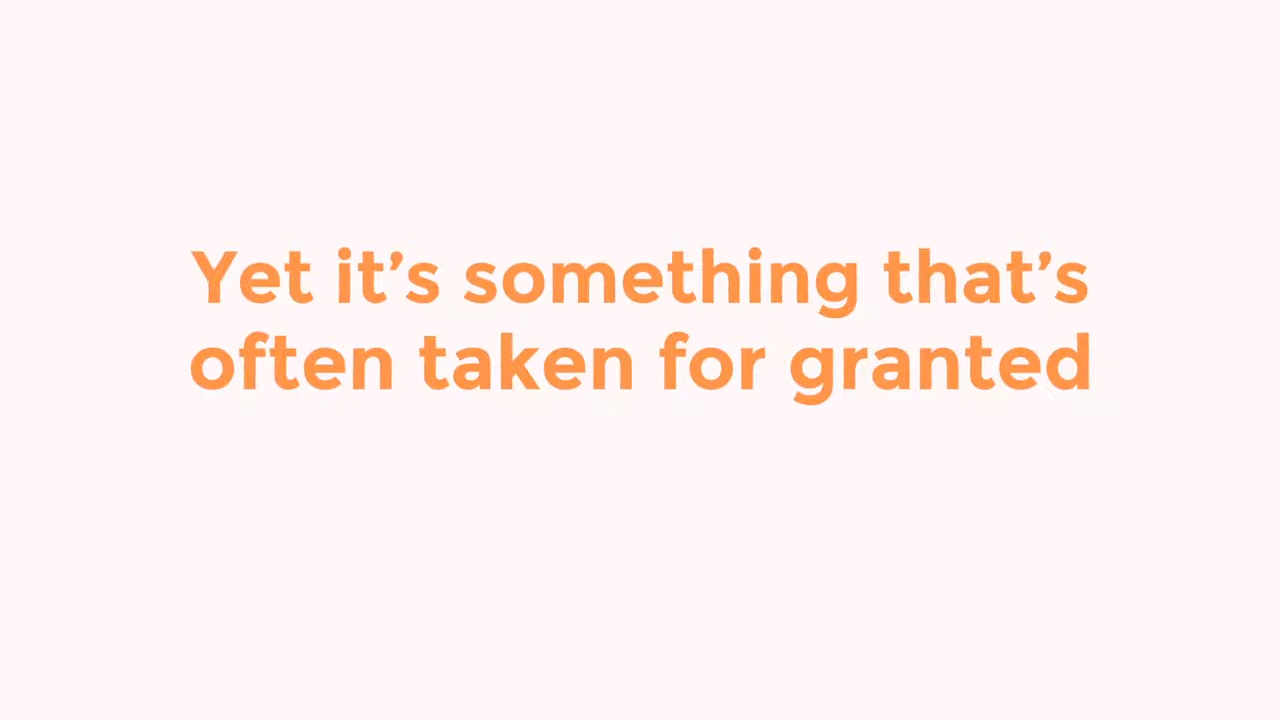 Yet it’s something that’s
often taken for granted